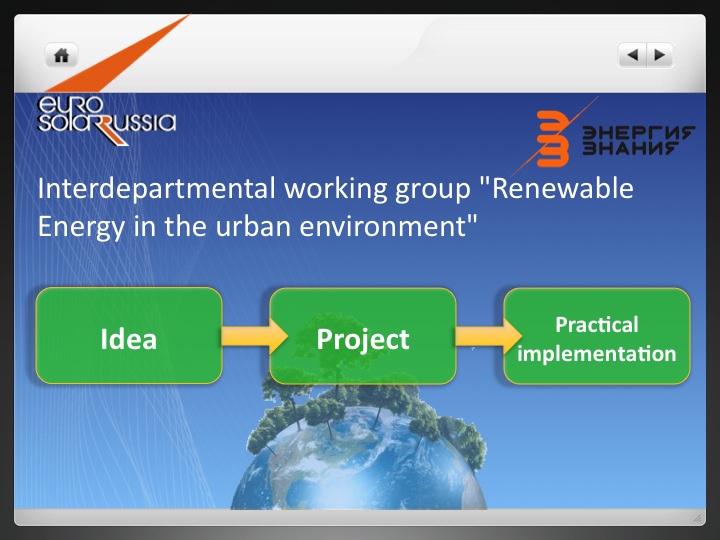 euro
solarRussia
ЭНЕРГИЯ
ЗНАНИЯ
Interdepartmental working group "Renewable
Energy in the urban environment"
Idea
Project
Practical
implementation